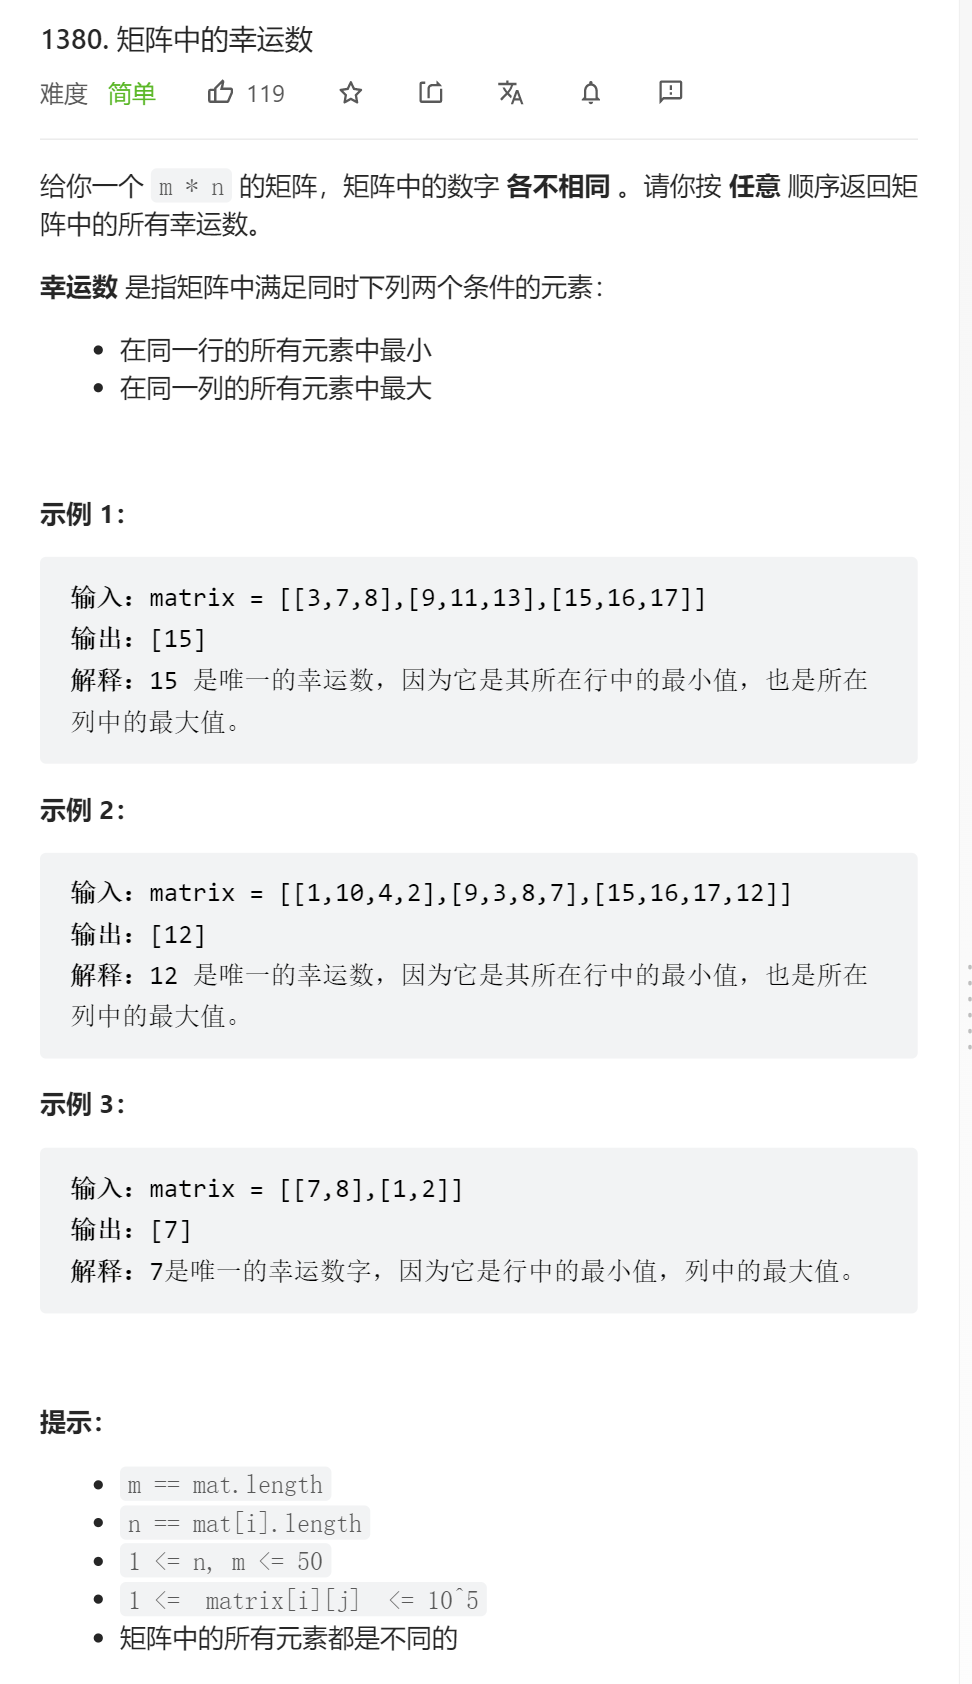 1380. 矩阵中的幸运数
难度 简单 119
给你一个 m * n 的矩阵，矩阵中的数字 各不相同 。请你按 任意 顺序返回矩
阵中的所有幸运数。
幸运数 是指矩阵中满足同时下列两个条件的元素：
• 在同一行的所有元素中最小
• 在同一列的所有元素中最大
示例 1：
输入：matrix = [[3,7,8],[9,11,13],[15,16,17]]
输出：[15]
解释：15 是唯一的幸运数，因为它是其所在行中的最小值，也是所在
列中的最大值。
示例 2：
输入：matrix = [[1,10,4,2],[9,3,8,7],[15,16,17,12]]
输出：[12]
解释：12 是唯一的幸运数，因为它是其所在行中的最小值，也是所在
列中的最大值。
示例 3：
输入：matrix = [[7,8],[1,2]]
输出：[7]
解释：7是唯一的幸运数字，因为它是行中的最小值，列中的最大值。
提示：
• m == mat.length
• n == mat[i].length
• 1 <= n, m <= 50
• 1 <=  matrix[i][j]  <= 10^5
• 矩阵中的所有元素都是不同的